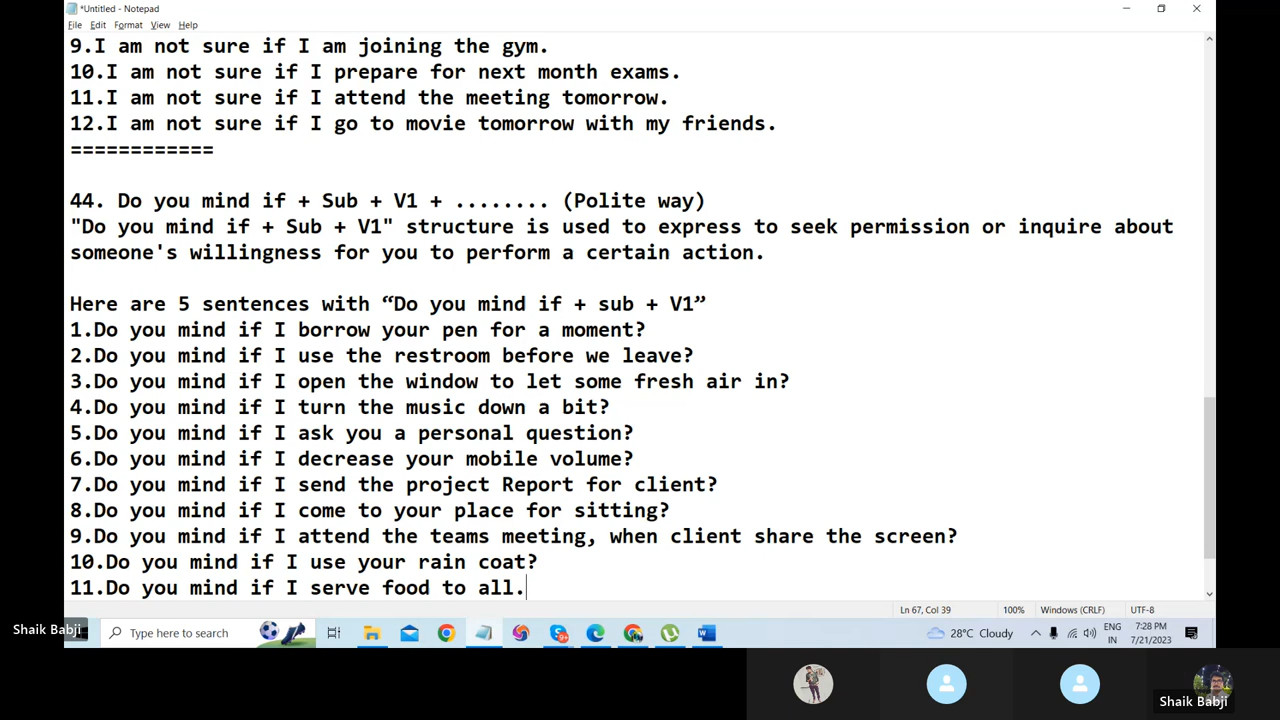 *Untitled - Notepad
File Edit Format View Help
9.I am not sure if I am joining the gym.
10.I am not sure if I prepare for next month exams.
11.I am not sure if I attend the meeting tomorrow.
12.I am not sure if I go to movie tomorrow with my friends.
============
44. Do you mind if + Sub + V1 + ........ (Polite way)
"Do you mind if + Sub + V1" structure is used to express to seek permission or inquire about
someone's willingness for you to perform a certain action.
Here are 5 sentences with “Do you mind if + sub + V1”
1.Do you mind if I borrow your pen for a moment?
2.Do you mind if I use the restroom before we leave?
3.Do you mind if I open the window to let some fresh air in?
4.Do you mind if I turn the music down a bit?
5.Do you mind if I ask you a personal question?
6.Do you mind if I decrease your mobile volume?
7.Do you mind if I send the project Report for client?
8.Do you mind if I come to your place for sitting?
9.Do you mind if I attend the teams meeting, when client share the screen?
10.Do you mind if I use your rain coat?
11.Do you mind if I serve food to all.
Ln 67, Col 39 100% Windows (CRLF) UTF-8
Shaik Babji
Type here to search
28°C Cloudy
ENG
IN
7:28 PM
7/21/2023
Shaik Babji